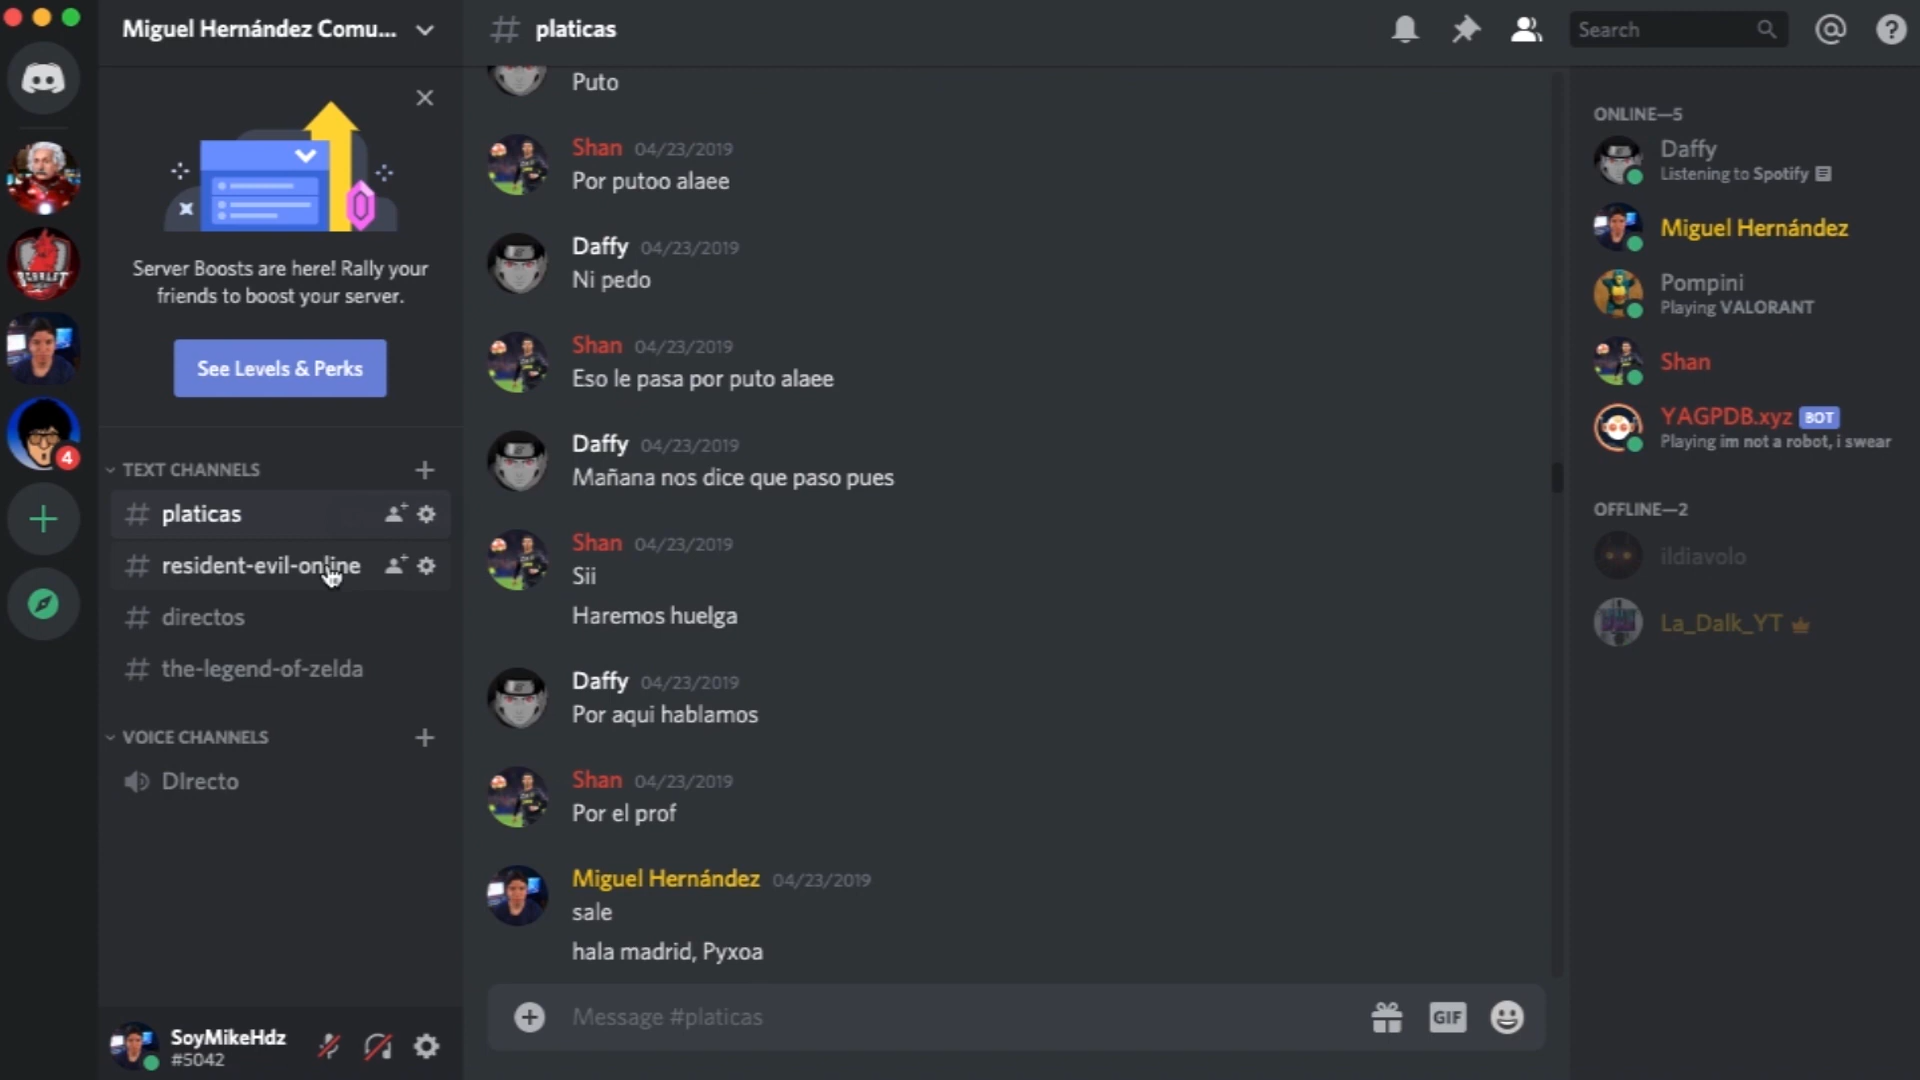 Miguel Hernández Comu...
Server Boosts are here! Rally your
friends to boost your server.
See Levels & Perks
TEXT CHANNELS
platicas
resident-evil-online
directos
the-legend-of-zelda
VOICE CHANNELS
DIrecto
4
SoyMikeHdz
#5042
# platicas
Search
Puto
Shan 04/23/2019
Por putoo alaee
Daffy 04/23/2019
Ni pedo
Shan 04/23/2019
Eso le pasa por puto alaee
Daffy 04/23/2019
Mañana nos dice que paso pues
Shan 04/23/2019
Sii
Haremos huelga
Daffy 04/23/2019
Por aqui hablamos
Shan 04/23/2019
Por el prof
Miguel Hernández 04/23/2019
sale
hala madrid, Pyxoa
Message #platicas
GIF
ONLINE—5
Daffy
Listening to Spotify
Miguel Hernández
Pompini
Playing VALORANT
Shan
YAGPDB.xyz BOT
Playing im not a robot, i swear
OFFLINE—2
ildiavolo
La_Dalk_YT